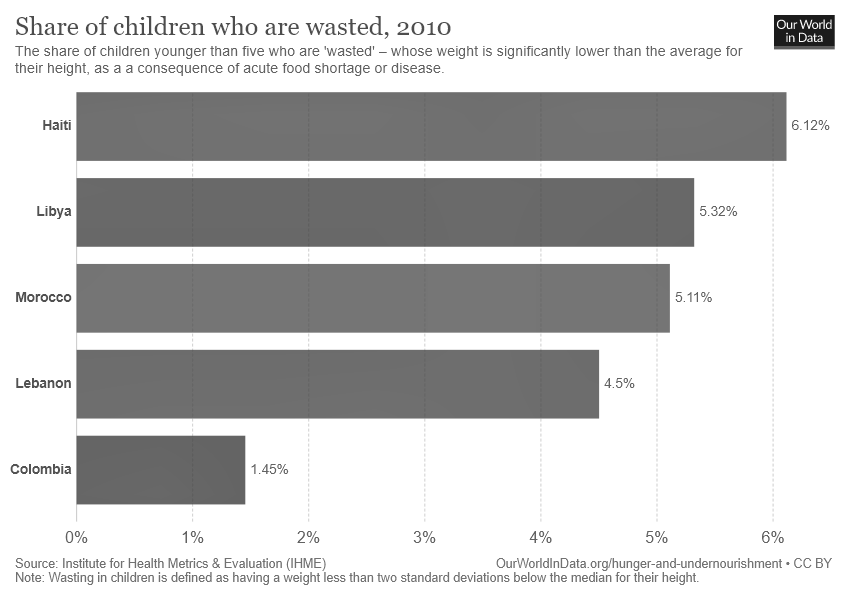 Share of children who are wasted, 2010
Our World
in Data
The share of children younger than five who are 'wasted' – whose weight is significantly lower than the average for
their height, as a a consequence of acute food shortage or disease.
Haiti
6.12%
Libya
5.32%
Morocco
5.11%
Lebanon
4.5%
Colombia
1.45%
0% 1% 2% 3% 4% 5% 6%
Source: Institute for Health Metrics & Evaluation (IHME)
OurWorldInData.org/hunger-and-undernourishment • CC BY
Note: Wasting in children is defined as having a weight less than two standard deviations below the median for their height.